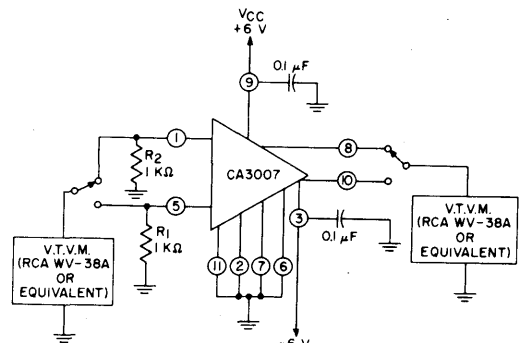 VCC
+6 V
0.1 µF
9
1
8
R2
1 KΩ
CA3007
10
5
3
R1
1 KΩ
0.1 µF
V.T.V.M.
(RCA WV-38A
OR
EQUIVALENT)
11
2
7
6
V.T.V.M.
(RCA WV-38A
OR
EQUIVALENT)
-6 V